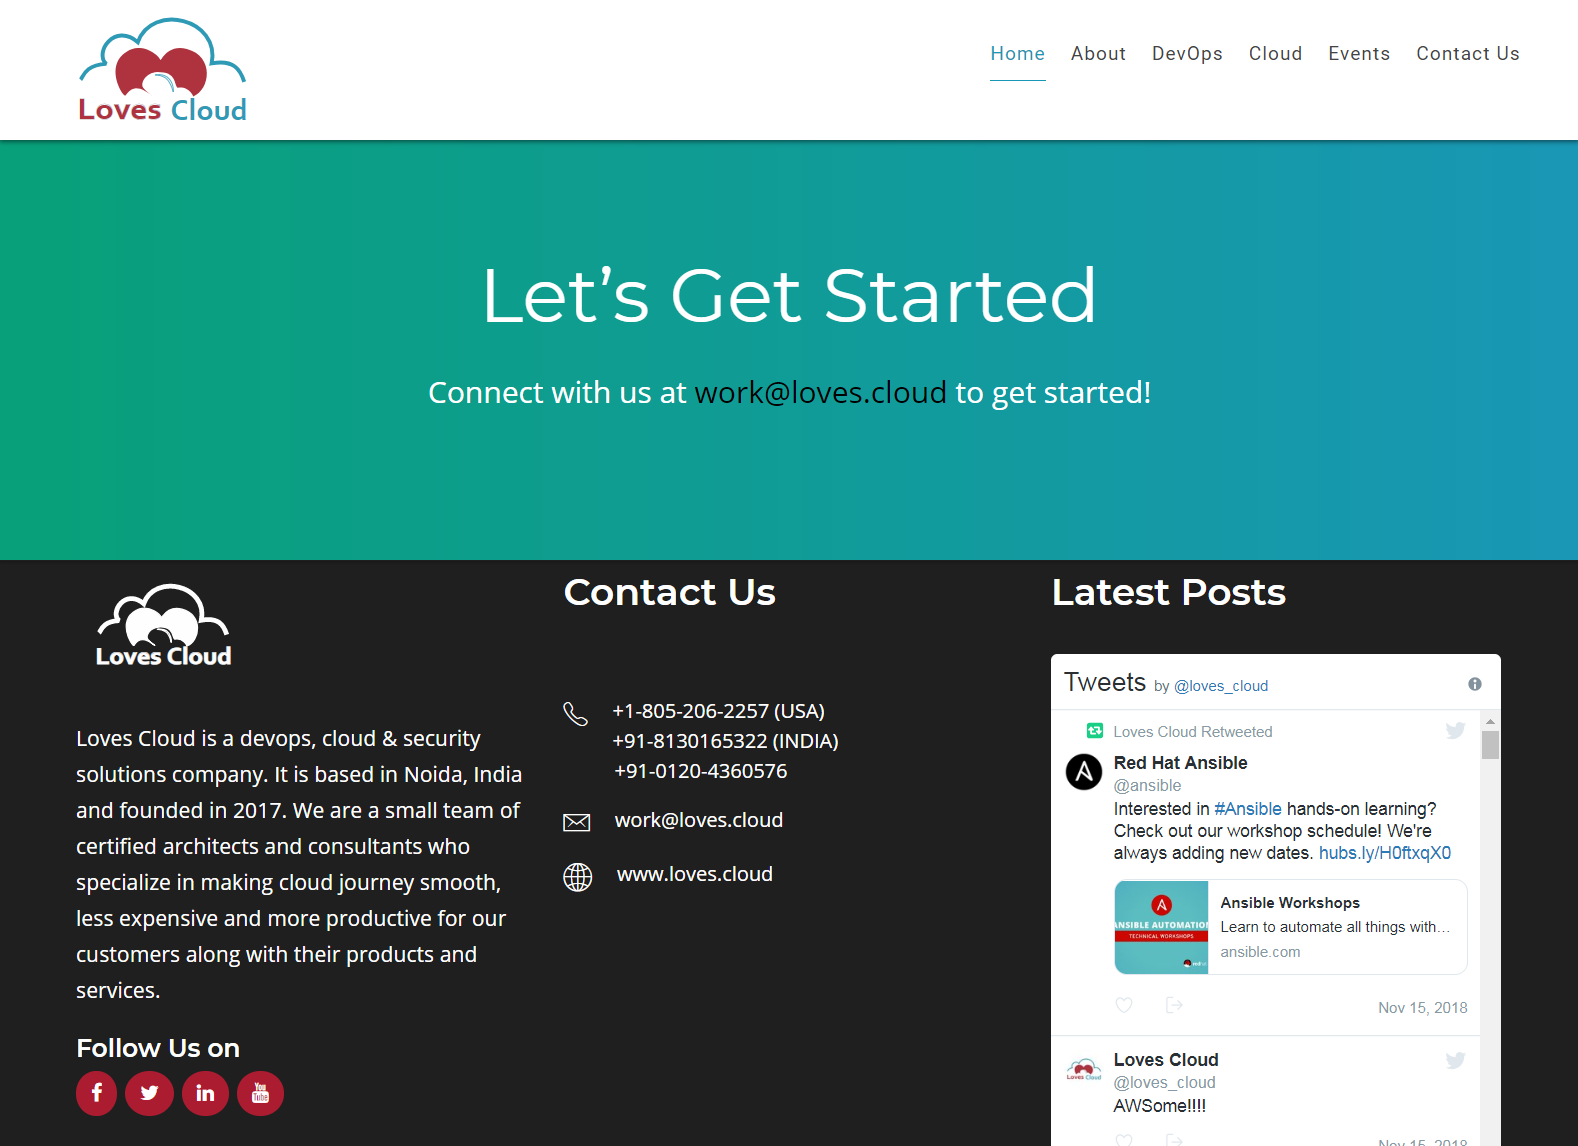 Loves Cloud
Home About DevOps Cloud Events Contact Us
Let's Get Started
Connect with us at work@loves.cloud to get started!
Loves Cloud
Loves Cloud is a devops, cloud & security
solutions company. It is based in Noida, India
and founded in 2017. We are a small team of
certified architects and consultants who
specialize in making cloud journey smooth,
less expensive and more productive for our
customers along with their products and
services.
Follow Us on
You
Tube
Contact Us
+1-805-206-2257 (USA)
+91-8130165322 (INDIA)
+91-0120-4360576
work@loves.cloud
www.loves.cloud
Latest Posts
Tweets by @loves_cloud
Loves Cloud Retweeted
Red Hat Ansible
@ansible
Interested in #Ansible hands-on learning?
Check out our workshop schedule! We're
always adding new dates. hubs.ly/H0ftxqX0
ANSIBLE AUTOMATION
TECHNICAL WORKSHOPS
Ansible Workshops
Learn to automate all things with...
ansible.com
Nov 15, 2018
Loves Cloud
Loves Cloud
@loves_cloud
AWSome!!!!
Nov 15, 2018